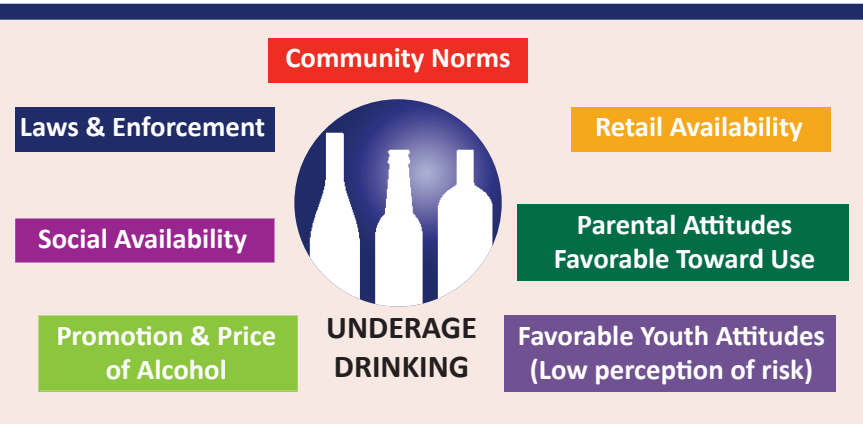 Community Norms
Laws & Enforcement
Retail Availability
Social Availability
Parental Attitudes
Favorable Toward Use
Promotion & Price
of Alcohol
UNDERAGE
DRINKING
Favorable Youth Attitudes
(Low perception of risk)